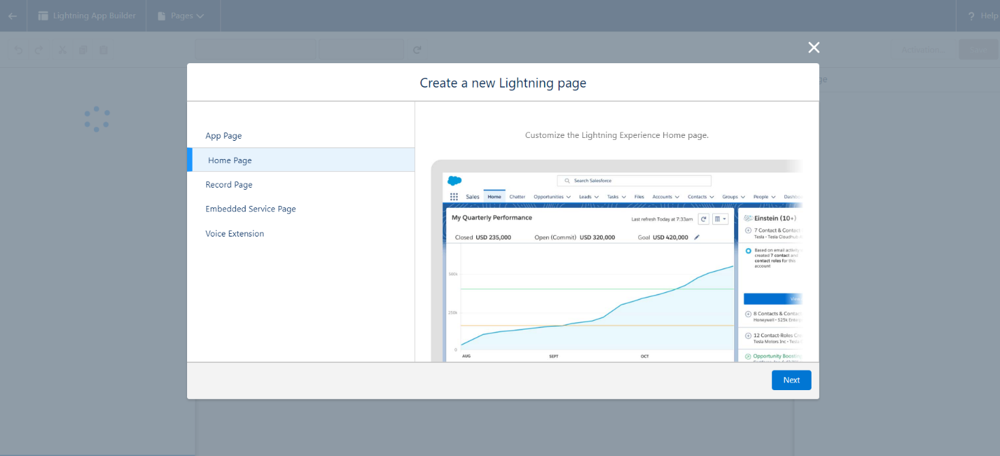 Lightning App Builder
Pages
? Help
Activation...
Save
Create a new Lightning page
App Page
Home Page
Record Page
Embedded Service Page
Voice Extension
Customize the Lightning Experience Home page.
Search Salesforce
Sales Home Chatter Opportunities Leads Tasks Files Accounts Contacts Groups People
My Quarterly Performance
Last refresh Today at 7:33am
Closed USD 235,000 Open (Commit) USD 320,000 Goal USD 420,000
500k
250k
0
AUG SEPT OCT
Einstein (10+)
7 Contact & Contac
Tesla • Tesla Cloudhub
Based on email activity
created 7 contact and
contact roles for this
account
View
8 Contacts & Contac
Honeywell • $25k Enter
12 Contact-Roles Cre
Tesla Motors Inc • Tesla
Opportunity Boosting
Next